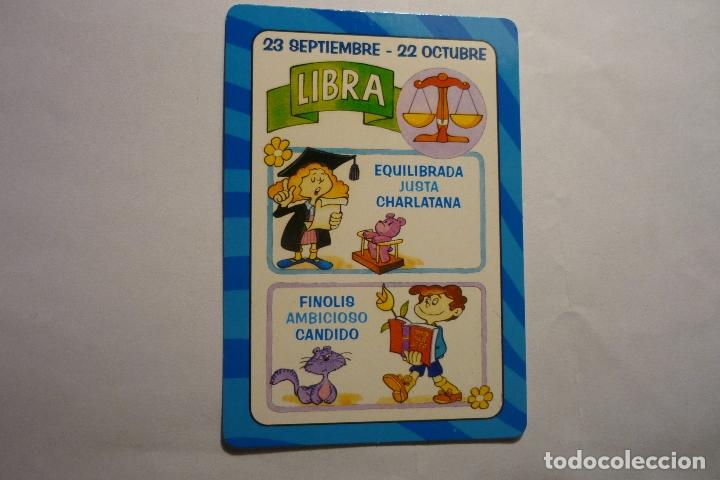 23 SEPTIEMBRE - 22 OCTUBRE
LIBRA
EQUILIBRADA
JUSTA
CHARLATANA
FINOLIS
AMBICIOSO
CANDIDO
todocoleccion